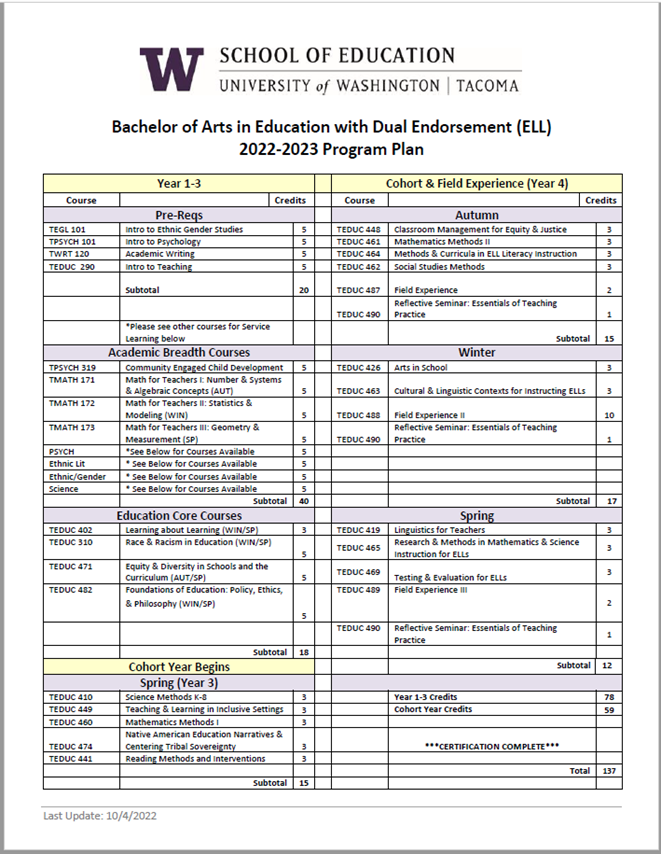 W
SCHOOL OF EDUCATION
UNIVERSITY of WASHINGTON | TACOMA
Bachelor of Arts in Education with Dual Endorsement (ELL)
2022-2023 Program Plan
Year 1-3
Course Credits
Pre-Reqs
TEGL 101 Intro to Ethnic Gender Studies 5
TPSYCH 101 Intro to Psychology 5
TWRT 120 Academic Writing 5
TEDUC 290 Intro to Teaching 5
Subtotal 20
*Please see other courses for Service
Learning below
Academic Breadth Courses
TPSYCH 319 Community Engaged Child Development 5
TMATH 171 Math for Teachers I: Number & Systems
& Algebraic Concepts (AUT) 5
TMATH 172 Math for Teachers II: Statistics &
Modeling (WIN) 5
TMATH 173 Math for Teachers III: Geometry &
Measurement (SP) 5
PSYCH *See Below for Courses Available 5
Ethnic Lit * See Below for Courses Available 5
Ethnic/Gender * See Below for Courses Available 5
Science * See Below for Courses Available 5
Subtotal 40
Education Core Courses
TEDUC 402 Learning about Learning (WIN/SP) 3
TEDUC 310 Race & Racism in Education (WIN/SP)
5
TEDUC 471 Equity & Diversity in Schools and the
Curriculum (AUT/SP) 5
TEDUC 482 Foundations of Education: Policy, Ethics,
& Philosophy (WIN/SP)
5
Subtotal 18
Cohort Year Begins
Spring (Year 3)
TEDUC 410 Science Methods K-8 3
TEDUC 449 Teaching & Learning in Inclusive Settings 3
TEDUC 460 Mathematics Methods I 3
Native American Education Narratives &
TEDUC 474 Centering Tribal Sovereignty 3
TEDUC 441 Reading Methods and Interventions 3
Subtotal 15
Cohort & Field Experience (Year 4)
Course Credits
Autumn
TEDUC 448 Classroom Management for Equity & Justice 3
TEDUC 461 Mathematics Methods II 3
TEDUC 464 Methods & Curricula in ELL Literacy Instruction 3
TEDUC 462 Social Studies Methods 3
TEDUC 487 Field Experience 2
Reflective Seminar: Essentials of Teaching
TEDUC 490 Practice 1
Subtotal 15
Winter
TEDUC 426 Arts in School 3
TEDUC 463 Cultural & Linguistic Contexts for Instructing ELLs 3
TEDUC 488 Field Experience II 10
TEDUC 490 Reflective Seminar: Essentials of Teaching
Practice 1
Subtotal 17
Spring
TEDUC 419 Linguistics for Teachers 3
TEDUC 465 Research & Methods in Mathematics & Science
Instruction for ELLs 3
TEDUC 469 3
Testing & Evaluation for ELLs
TEDUC 489 Field Experience III
2
TEDUC 490 Reflective Seminar: Essentials of Teaching
Practice 1
Subtotal 12
Year 1-3 Credits 78
Cohort Year Credits 59
***CERTIFICATION COMPLETE***
Total 137
Last Update: 10/4/2022